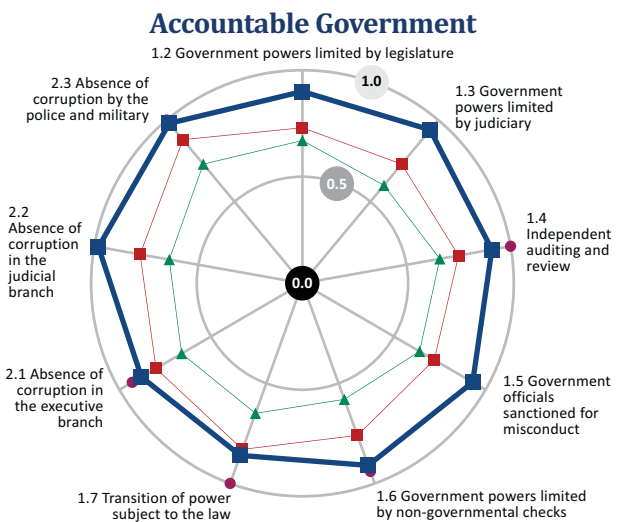 Accountable Government
1.2 Government powers limited by legislature
1.0
2.3 Absence of
corruption by the
police and military
1.3 Government
powers limited
by judiciary
0.5
2.2
Absence of
corruption
in the
judicial
branch
1.4
Independent
auditing and
review
0.0
2.1 Absence of
corruption in
the executive
branch
1.5 Government
officials
sanctioned for
misconduct
1.7 Transition of power
subject to the law
1.6 Government powers limited
by non-governmental checks